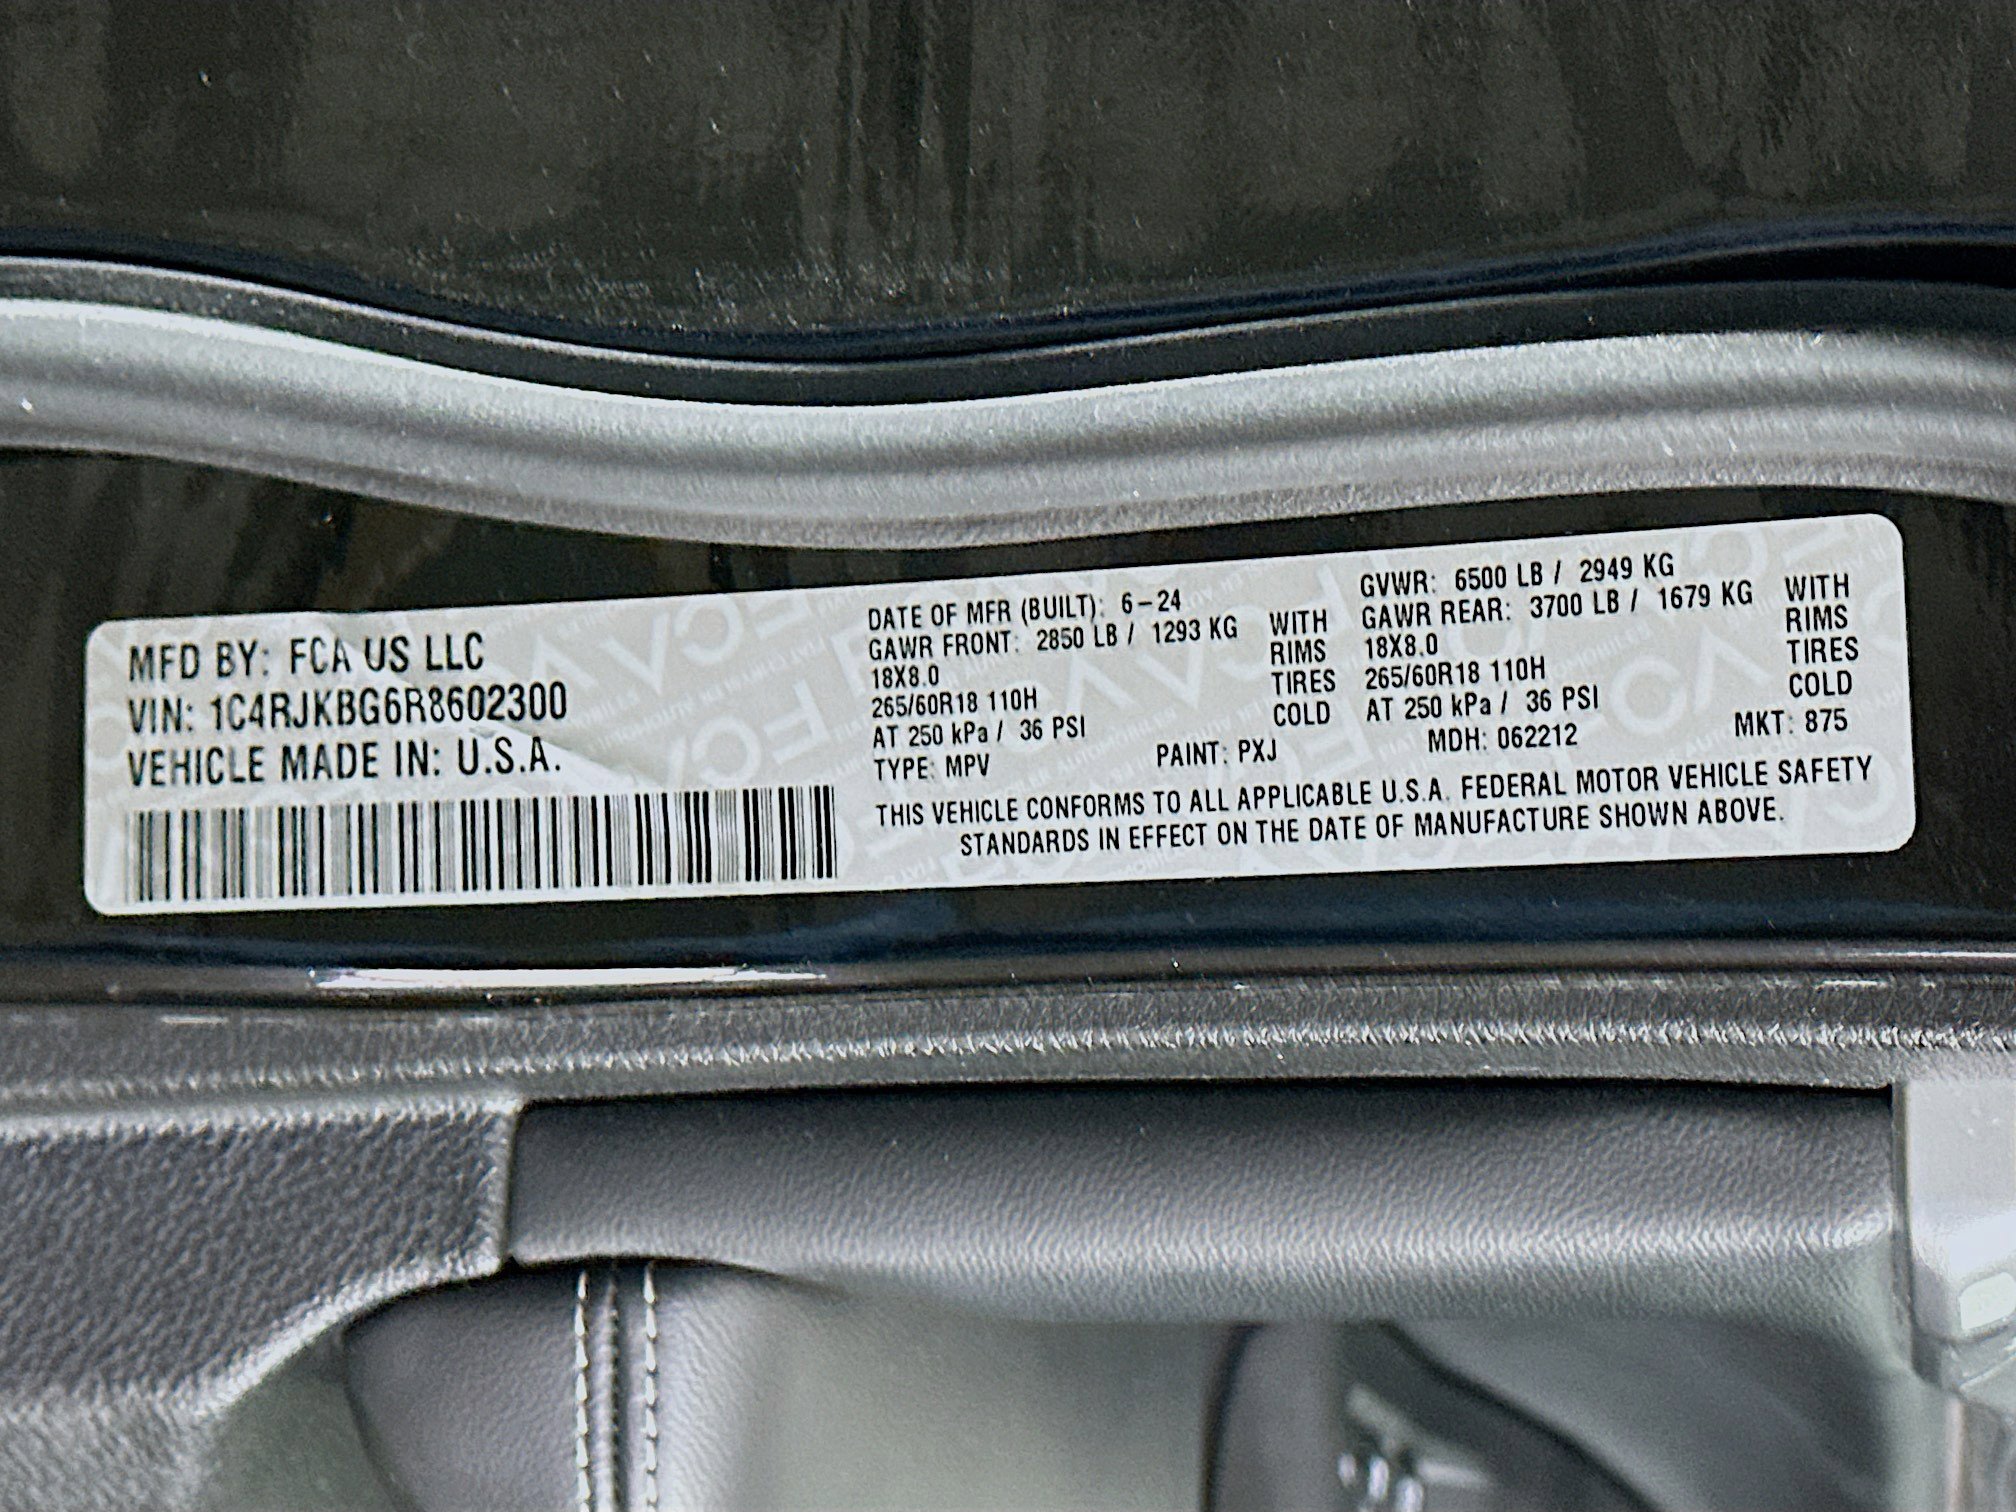 MFD BY: FCA US LLC
VIN: 1C4RJKBG6R8602300
VEHICLE MADE IN: U.S.A.
DATE OF MFR (BUILT): 6-24
GAWR FRONT: 2850 LB / 1293 KG WITH
18X8.0 RIMS
265/60R18 110H TIRES
AT 250 kPa / 36 PSI COLD
GVWR: 6500 LB / 2949 KG
GAWR REAR: 3700 LB / 1679 KG WITH
18X8.0 RIMS
265/60R18 110H TIRES
AT 250 kPa / 36 PSI COLD
TYPE: MPV PAINT: PXJ MDH: 062212 MKT: 875
THIS VEHICLE CONFORMS TO ALL APPLICABLE U.S.A. FEDERAL MOTOR VEHICLE SAFETY
STANDARDS IN EFFECT ON THE DATE OF MANUFACTURE SHOWN ABOVE.